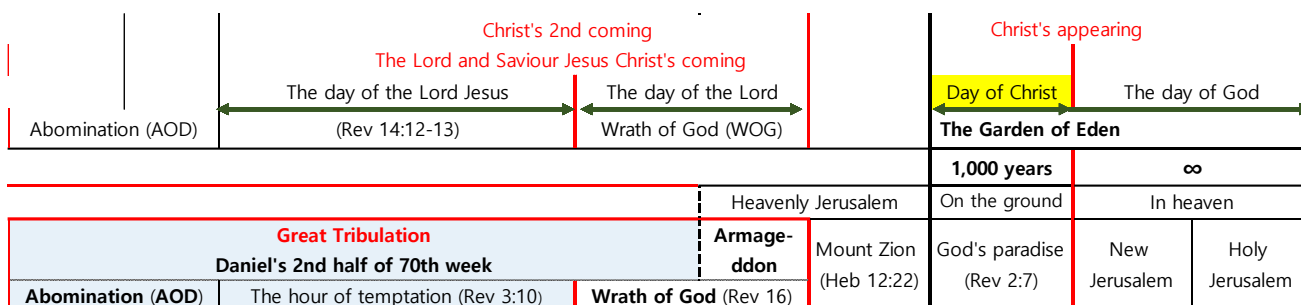 Christ's 2nd coming
Christ's appearing
The Lord and Saviour Jesus Christ's coming
The day of the Lord Jesus
The day of the Lord
Day of Christ
The day of God
Abomination (AOD)
(Rev 14:12-13)
Wrath of God (WOG)
The Garden of Eden
1,000 years
∞
Heavenly Jerusalem
On the ground
In heaven
Great Tribulation
Daniel's 2nd half of 70th week
Armage-
ddon
Mount Zion
(Heb 12:22)
God's paradise
(Rev 2:7)
New
Jerusalem
Holy
Jerusalem
Abomination (AOD)
The hour of temptation (Rev 3:10)
Wrath of God (Rev 16)